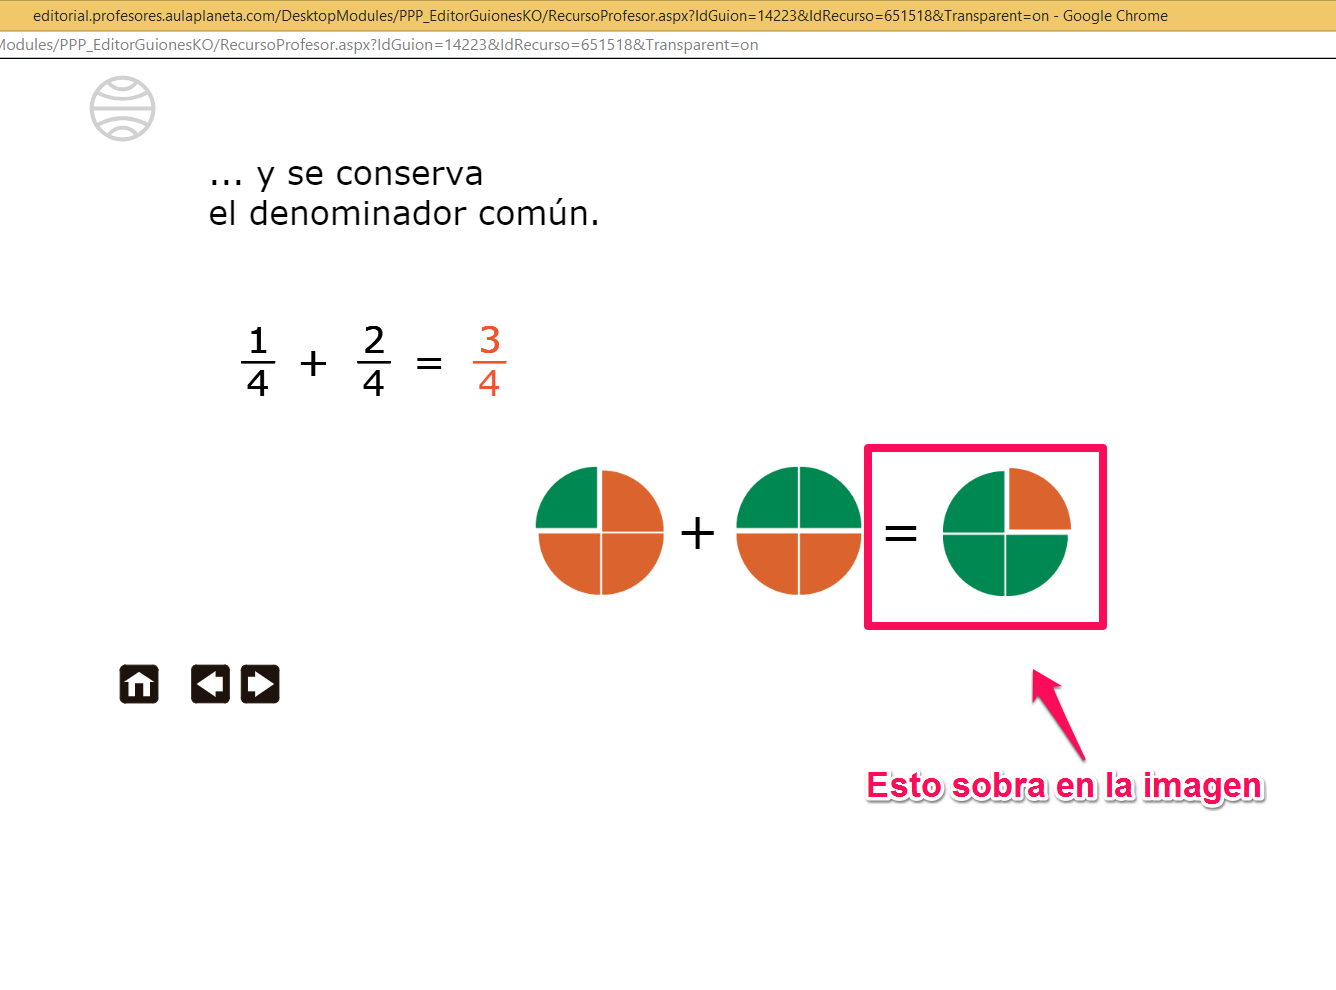 editorial.profesores.aulaplaneta.com/DesktopModules/PPP_EditorGuionesKO/RecursoProfesor.aspx?IdGuion=14223&IdRecurso=651518&Transparent=on - Google Chrome
Modules/PPP_EditorGuionesKO/RecursoProfesor.aspx?IdGuion=14223&IdRecurso=651518&Transparent=on
... y se conserva
el denominador común.
1/4 + 2/4 = 3/4
+ =
Esto sobra en la imagen